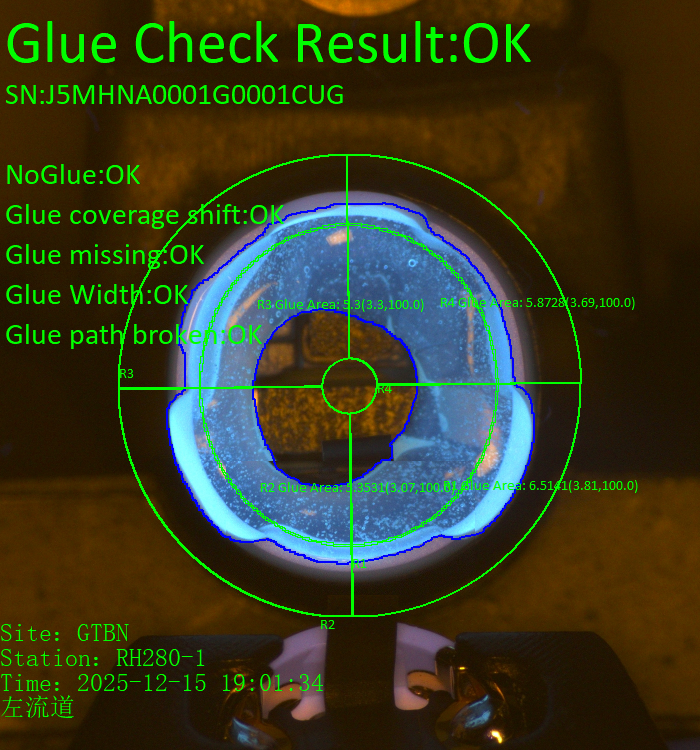 Glue Check Result:OK
SN:J5MHNA0001G0001CUG
NoGlue:OK
Glue coverage shift:OK
Glue missing:OK
Glue Width:OK
R3 Glue Area: 5.3(3.3,100.0)
R4 Glue Area: 5.8728(3.69,100.0)
Glue path broken:OK
R3
R4
R2 Glue Area: 5.3531(3.07,100.0)
Glue Area: 6.5141(3.81,100.0)
R2
Site: GTBN
Station: RH280-1
Time: 2025-12-15 19:01:34
左流道